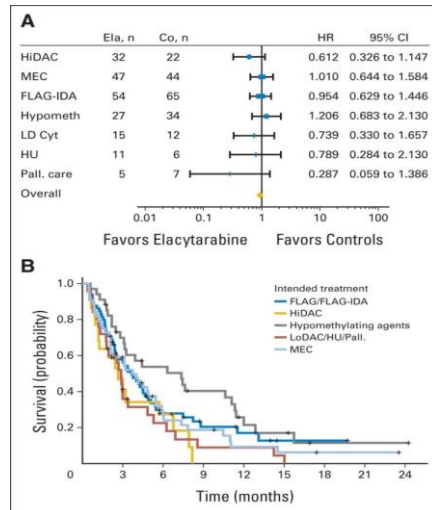 A
Ela, n Co, n HR 95% CI
HiDAC 32 22 0.612 0.326 to 1.147
MEC 47 44 1.010 0.644 to 1.584
FLAG-IDA 54 65 0.954 0.629 to 1.446
Hypometh 27 34 1.206 0.683 to 2.130
LD Cyt 15 12 0.739 0.330 to 1.657
HU 11 6 0.789 0.284 to 2.130
Pall. care 5 7 0.287 0.059 to 1.386
Overall
0.01 0.1 1 10 100
Favors Elacytarabine Favors Controls
B
Intended treatment
FLAG/FLAG-IDA
HiDAC
Hypomethylating agents
LoDAC/HU/Pall.
MEC
Survival (probability)
1.0
0.8
0.6
0.4
0.2
0 3 6 9 12 15 18 21 24
Time (months)